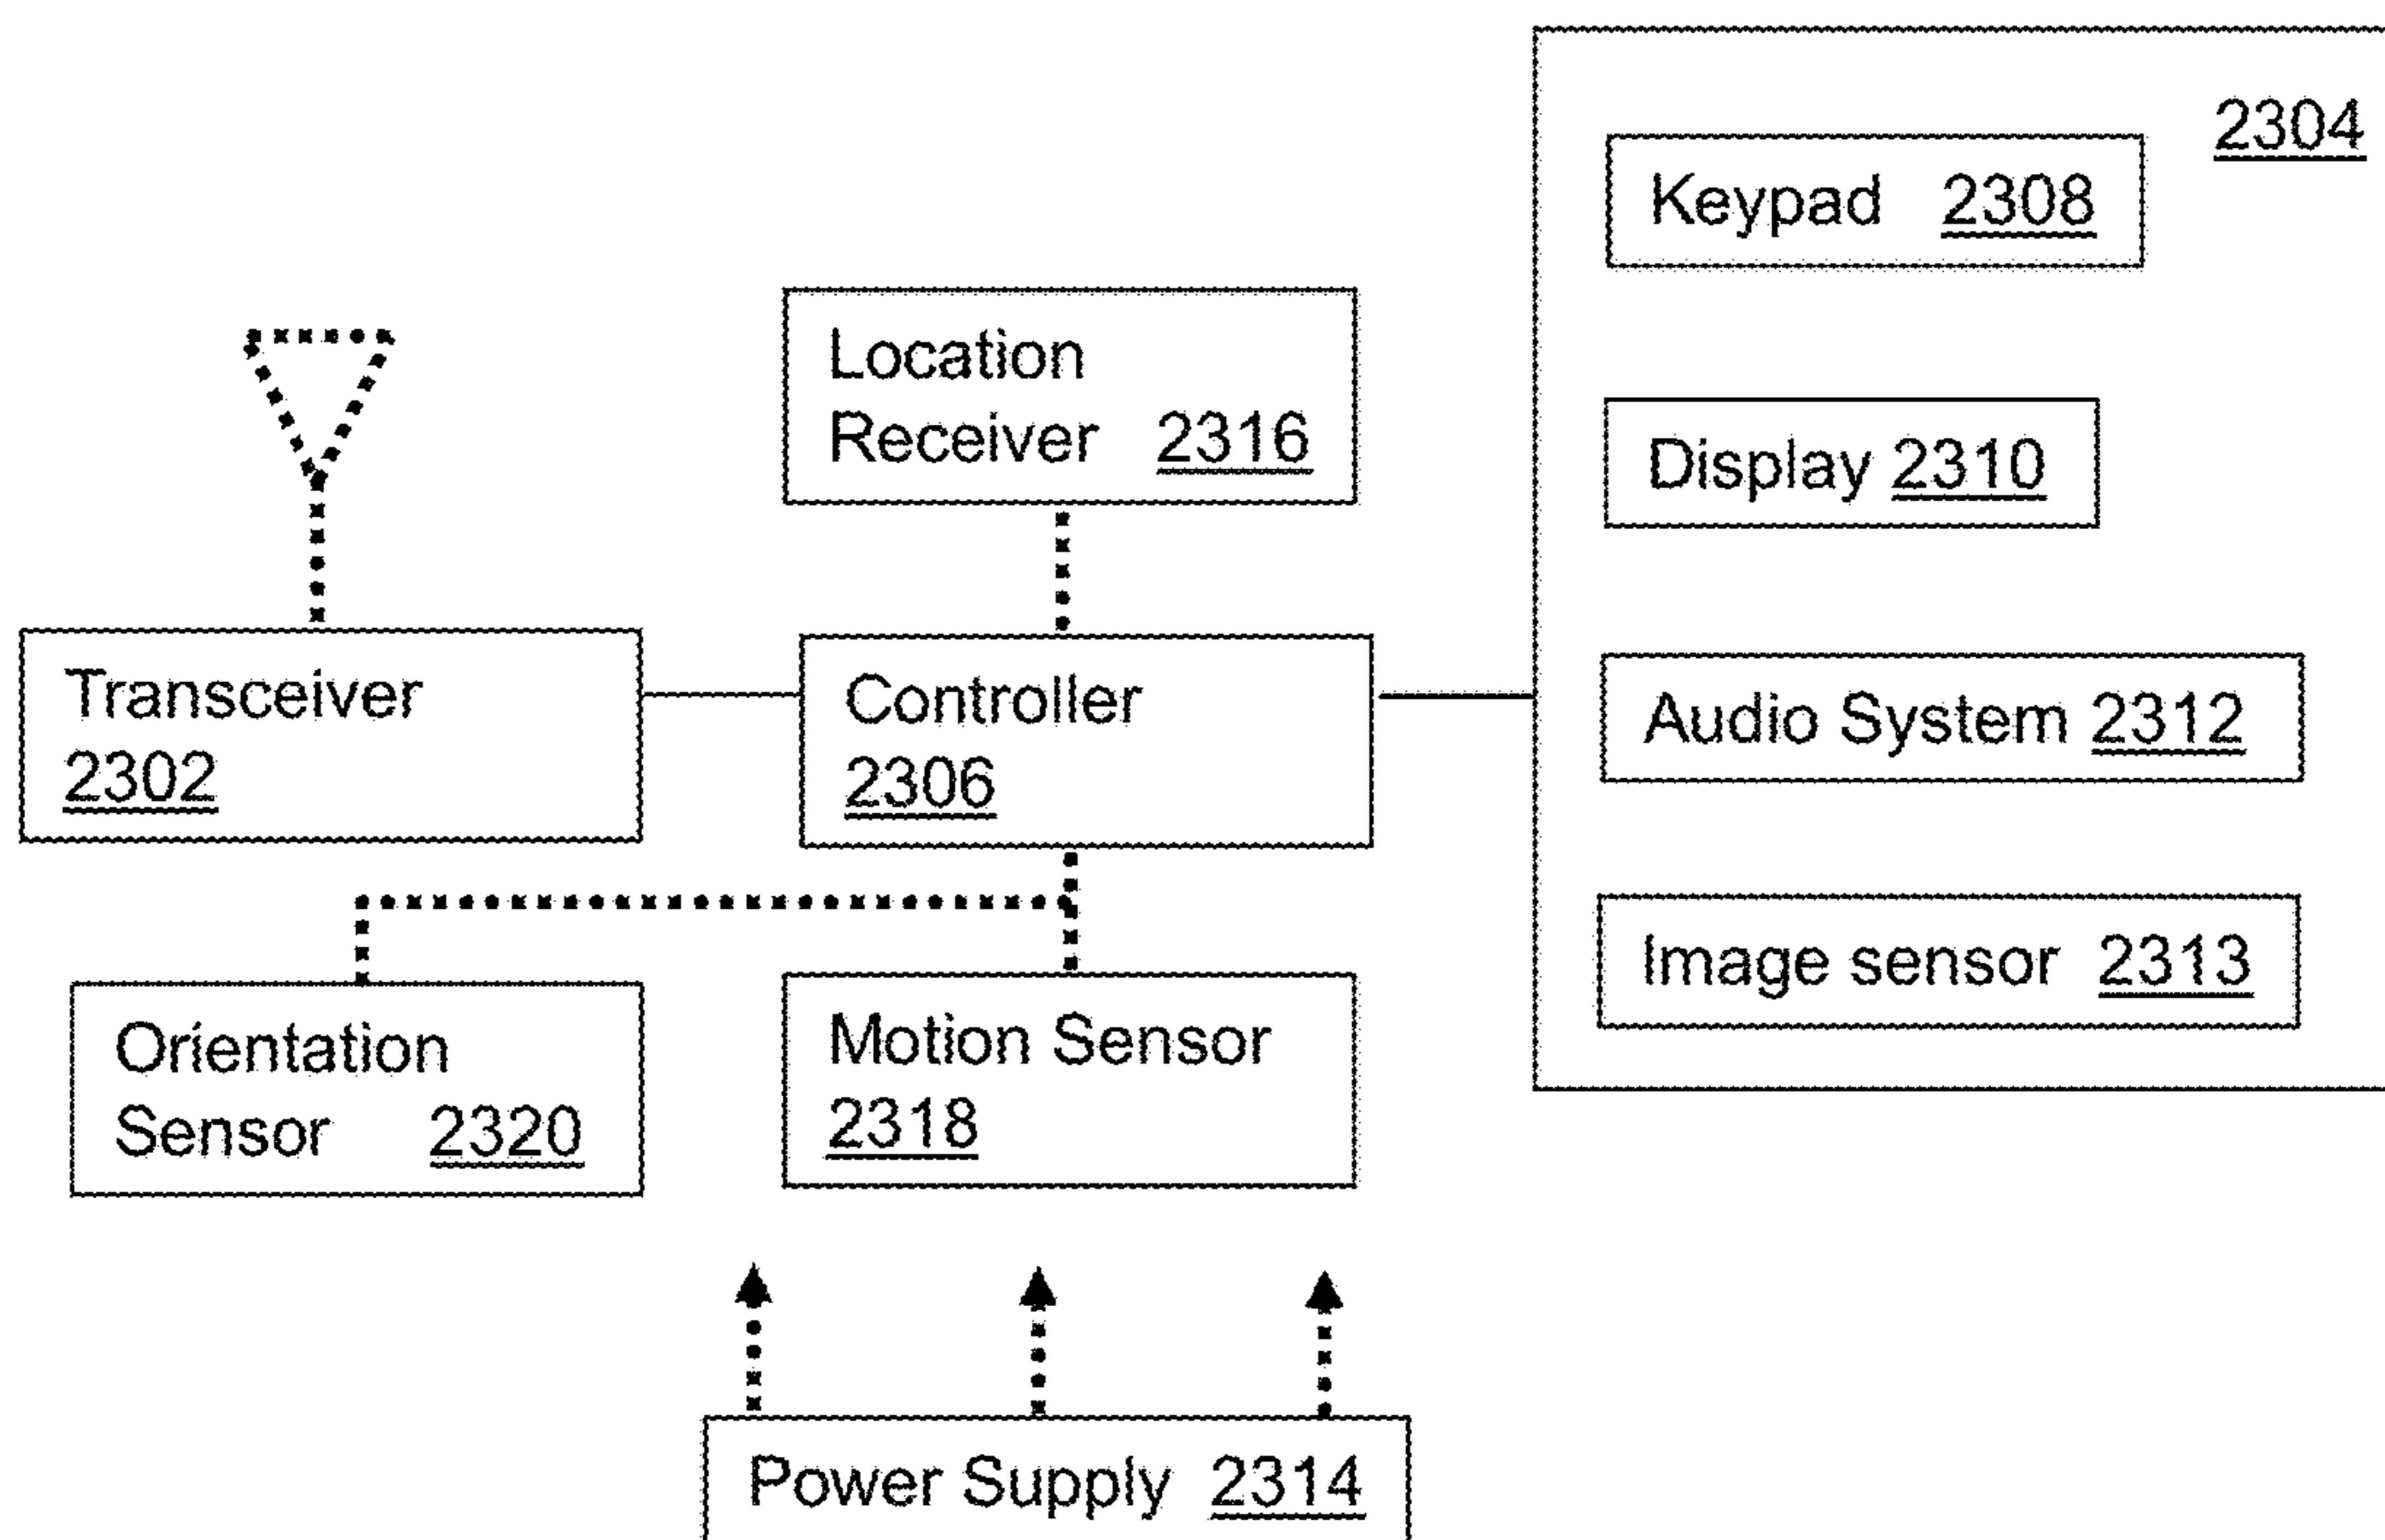 2304
Keypad 2308
Location
Receiver 2316
Display 2310
Transceiver
2302
Controller
2306
Audio System 2312
Image sensor 2313
Orientation
Sensor 2320
Motion Sensor
2318
Power Supply 2314